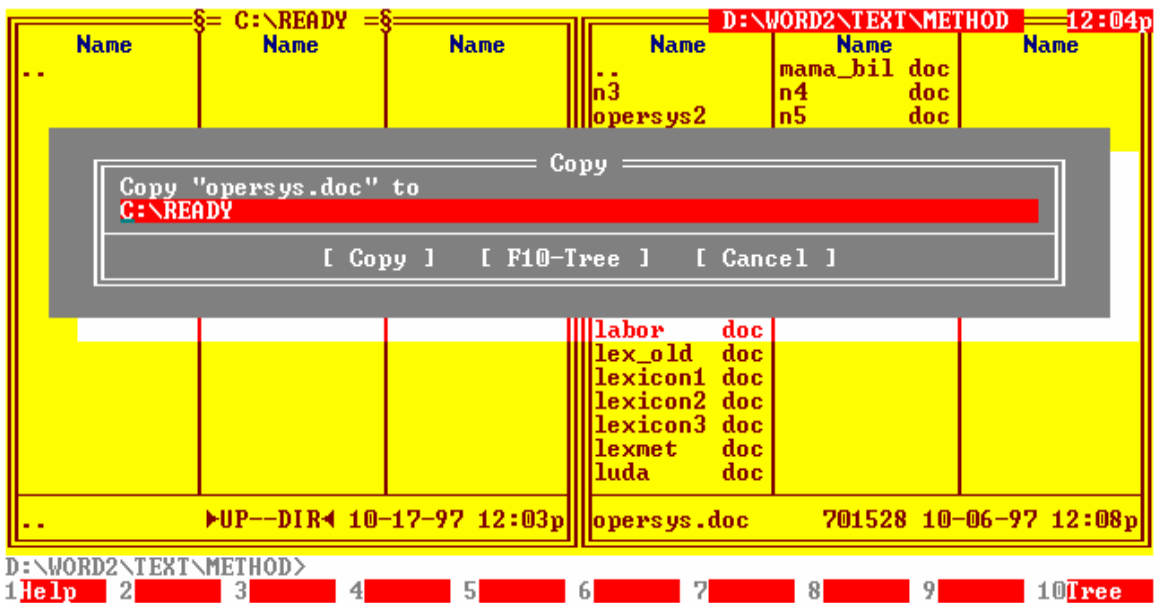 C:\READY D:\WORD2\TEXT\METHOD 12:04p
Name Name Name Name Name Name
.. .. mama_bil doc
n3 n4 doc
opersys2 n5 doc
Copy
Copy "opersys.doc" to
C:\READY
[ Copy ] [ F10-Tree ] [ Cancel ]
labor doc
lex_old doc
lexicon1 doc
lexicon2 doc
lexicon3 doc
lexmet doc
luda doc
.. ►UP--DIR◄ 10-17-97 12:03p opersys.doc 701528 10-06-97 12:08p
D:\WORD2\TEXT\METHOD>
1Help 2 3 4 5 6 7 8 9 10Tree